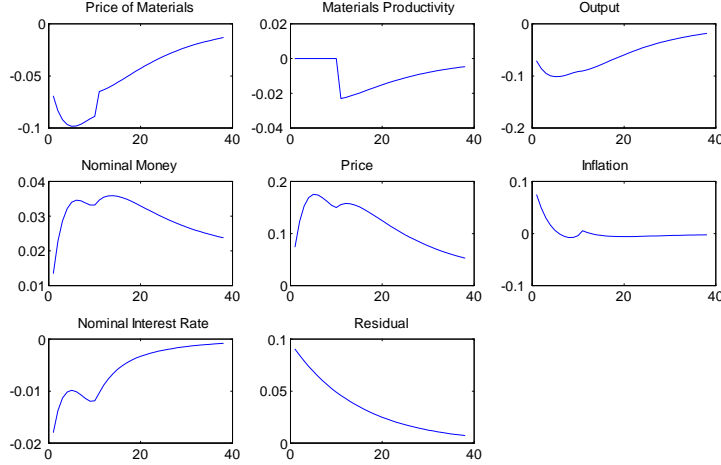 Price of Materials
Materials Productivity
Output
0
-0.05
-0.1
0 20 40
0.02
0
-0.02
0.04
0 20 40
0
-0.1
-0.2
0 20 40
Nominal Money
Price
Inflation
0.04
0.03
0.02
0.01
0 20 40
0.2
0.1
0
0 20 40
0.1
0
-0.1
0 20 40
Nominal Interest Rate
Residual
0
-0.01
-0.02
0 20 40
0.1
0.05
0
0 20 40